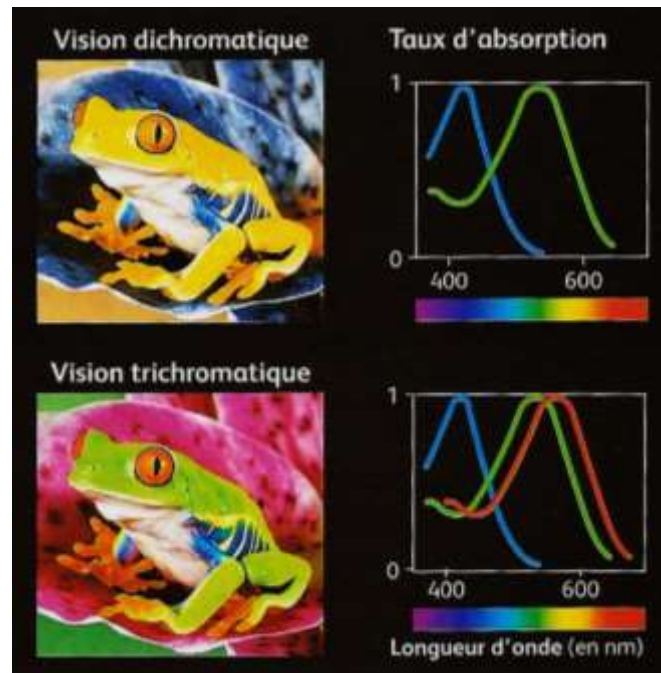 Vision dichromatique
Taux d'absorption
1
0
400 600
Vision trichromatique
1
0
400 600
Longueur d'onde (en nm)